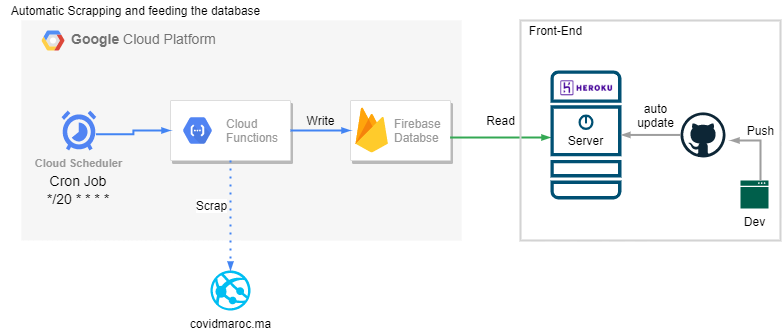 Automatic Scrapping and feeding the database
Google Cloud Platform
Cloud Scheduler
Cron Job
*/20 * * * *
Cloud
Functions
Write
Firebase
Databse
Scrap
covidmaroc.ma
Read
Front-End
HEROKU
Server
auto
update
Push
Dev